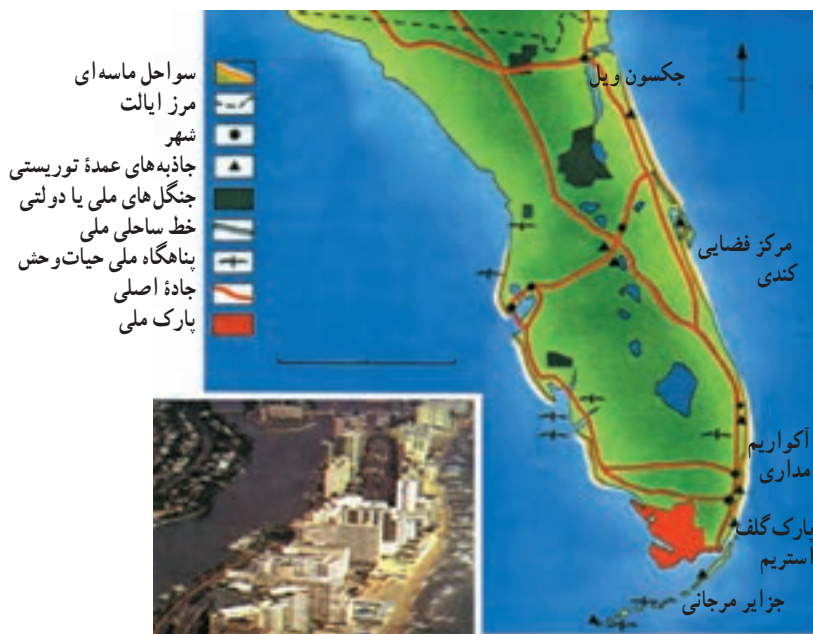 سواحل ماسه‌ای
مرز ایالت
شهر
جاذبه‌های عمدهٔ توریستی
جنگل‌های ملی یا دولتی
خط ساحلی ملی
پناهگاه ملی حیات‌وحش
جادهٔ اصلی
پارک ملی
جکسون ویل
مرکز فضایی
کندی
آکواریم
مداری
پارک گلف
استریم
جزایر مرجانی